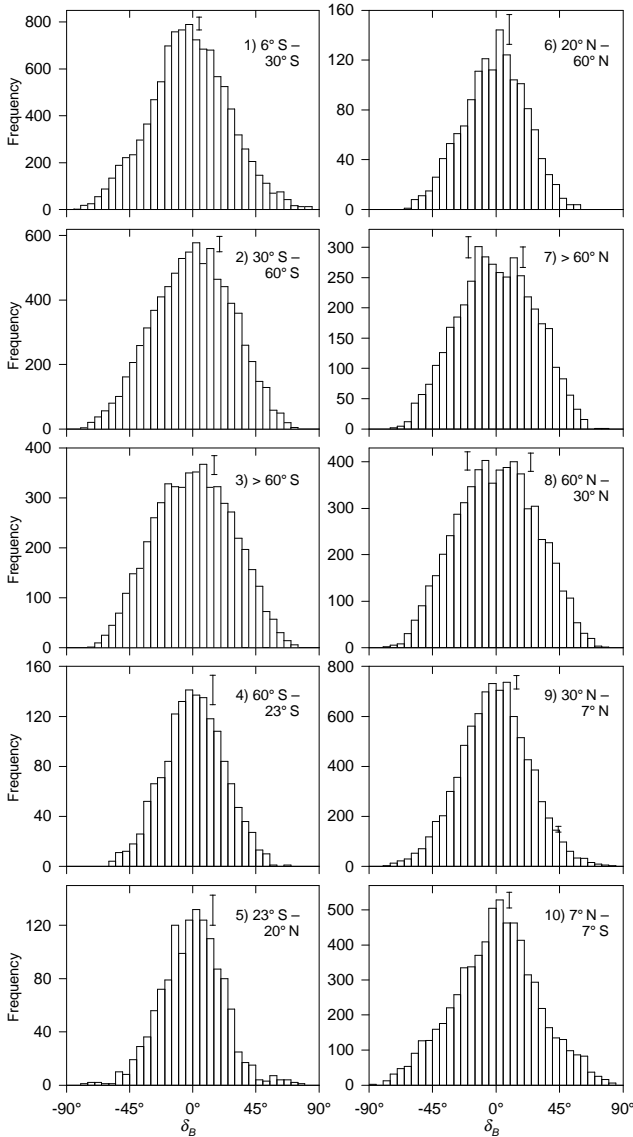 800
600
400
200
0
Frequency
1) 6° S –
30° S
160
120
80
40
0
6) 20° N –
60° N
600
400
200
0
Frequency
2) 30° S –
60° S
300
250
200
150
100
50
0
7) > 60° N
400
300
200
100
0
Frequency
3) > 60° S
400
300
200
100
0
8) 60° N –
30° N
160
120
80
40
0
Frequency
4) 60° S –
23° S
800
600
400
200
0
9) 30° N –
7° N
120
80
40
0
Frequency
5) 23° S –
20° N
-90° -45° 0° 45° 90°
δB
500
400
300
200
100
0
10) 7° N –
7° S
-90° -45° 0° 45° 90°
δB